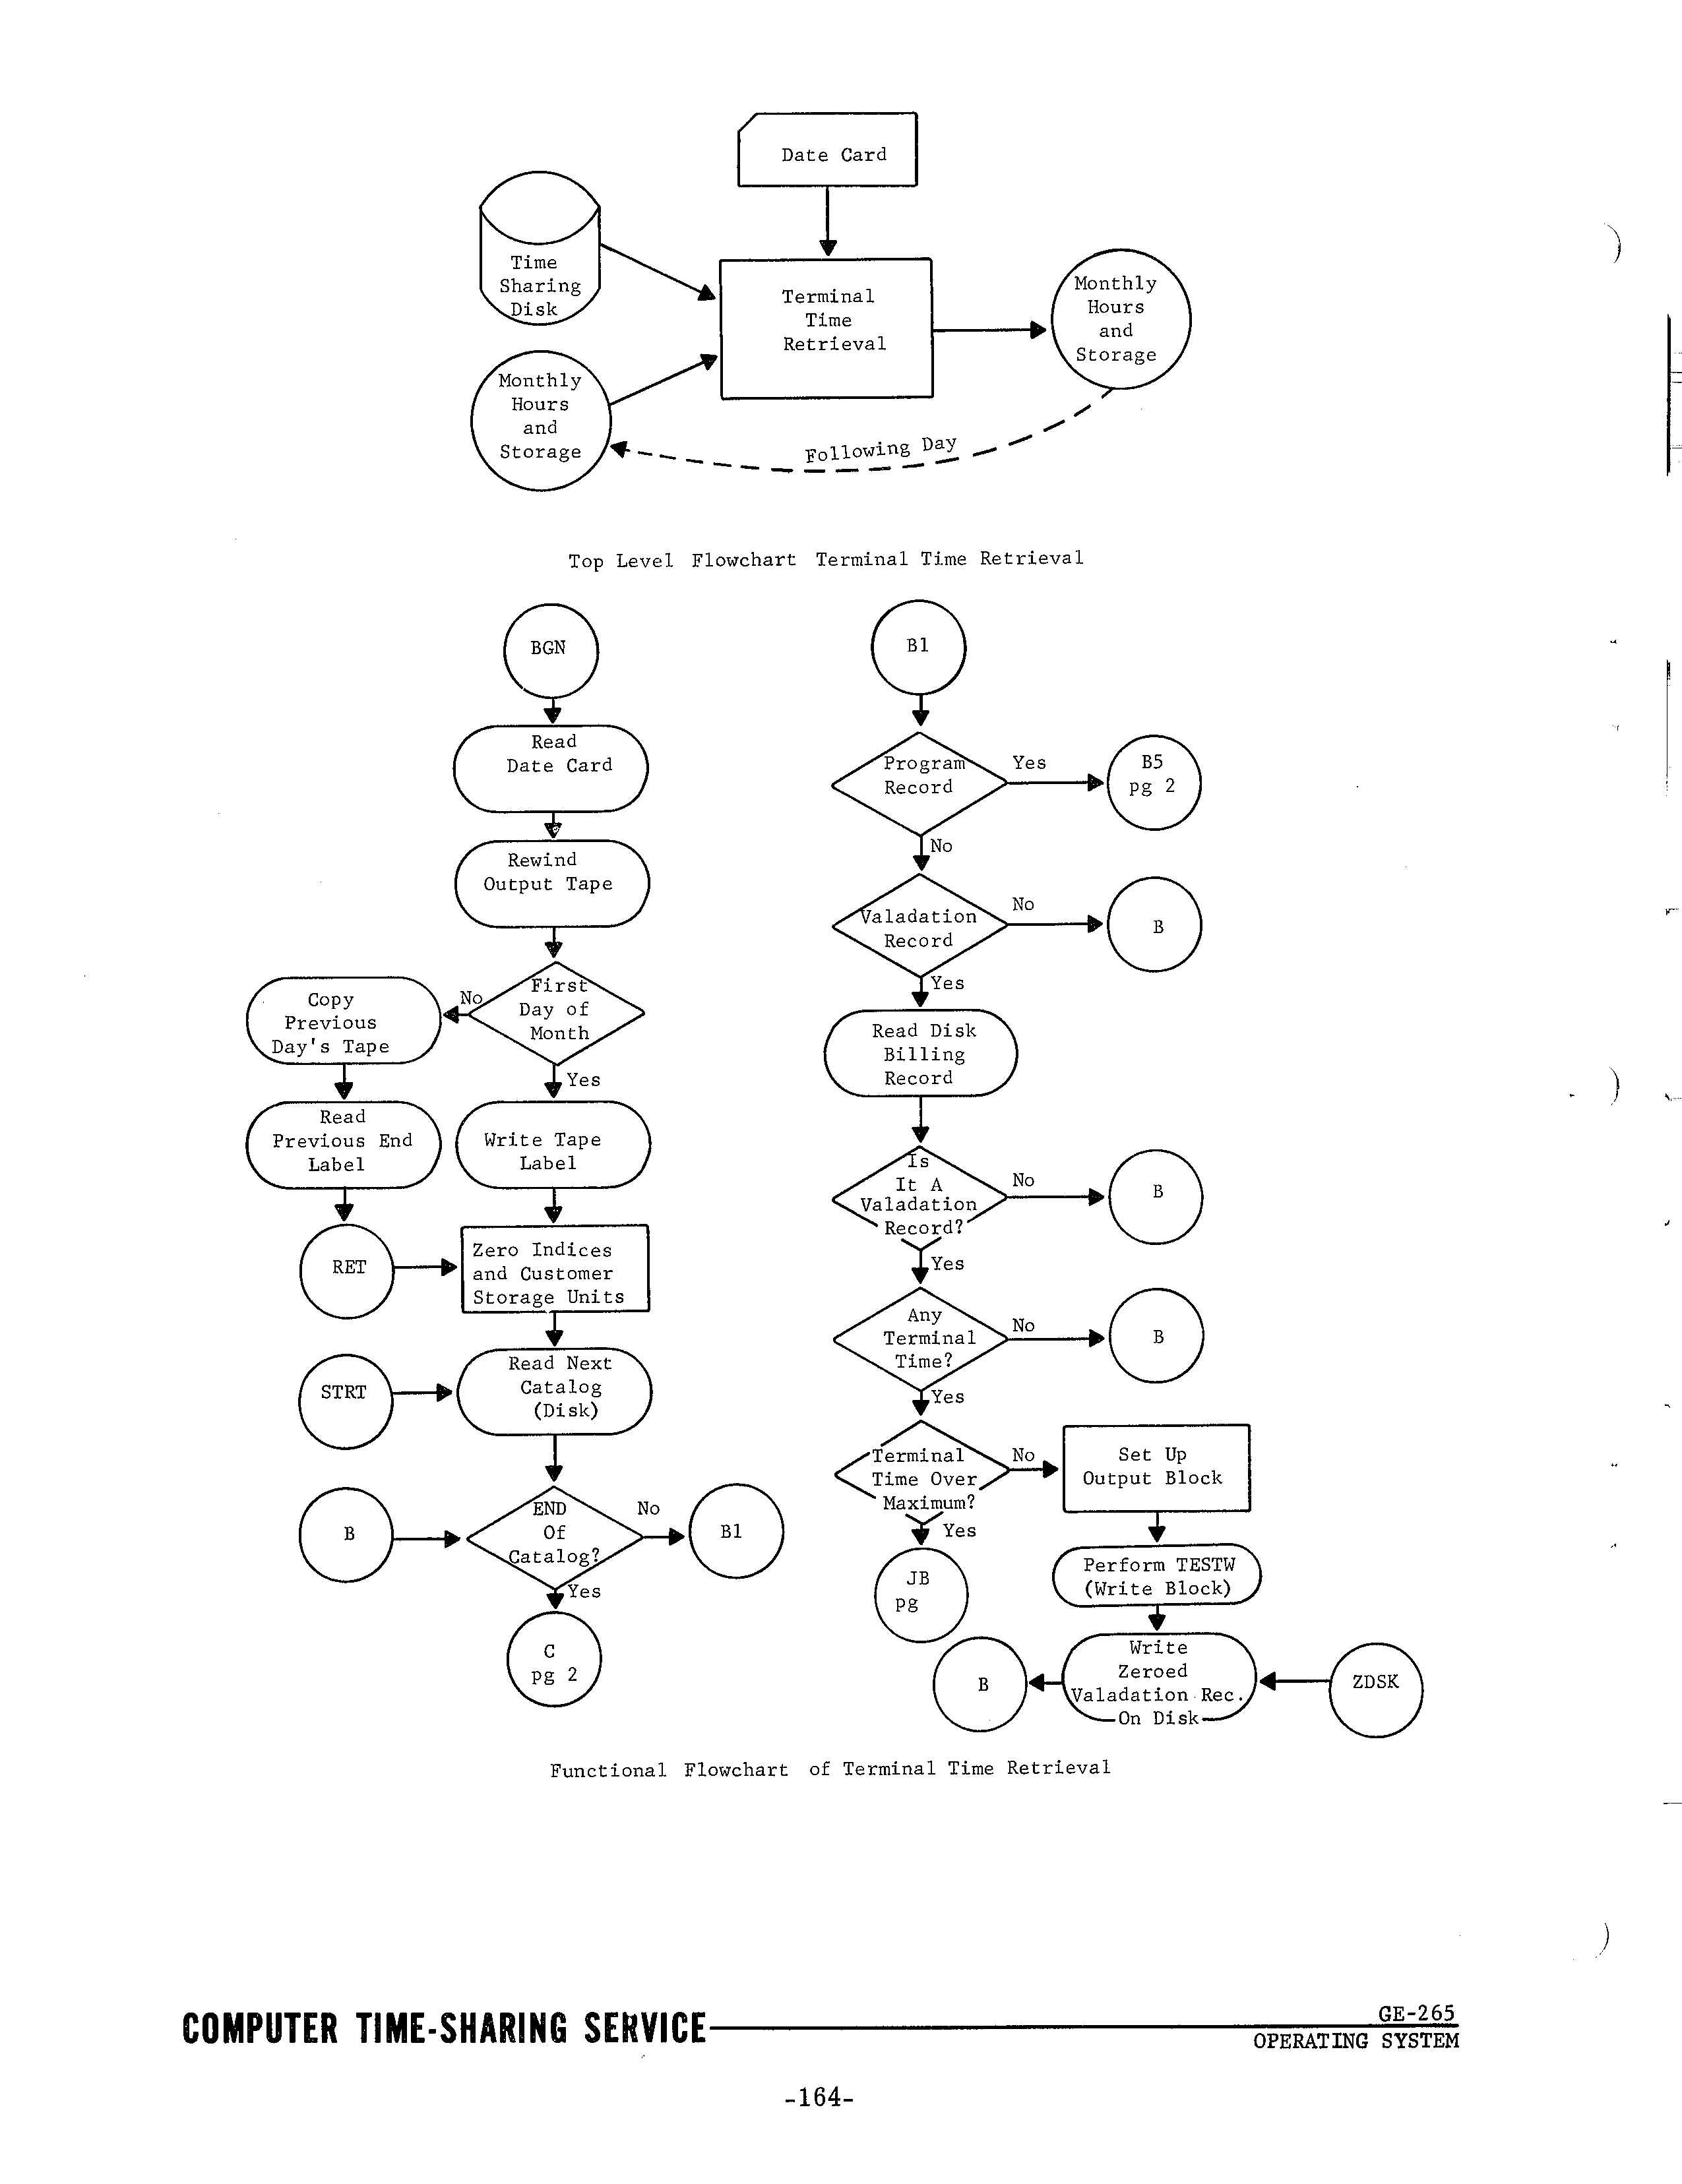 Date Card
Time
Sharing
Disk
Terminal
Time
Retrieval
Monthly
Hours
and
Storage
Monthly
Hours
and
Storage
Following Day
Top Level Flowchart Terminal Time Retrieval
BGN
Read
Date Card
Rewind
Output Tape
First
Day of
Month
No
Yes
Copy
Previous
Day's Tape
Read
Previous End
Label
Write Tape
Label
RET
Zero Indices
and Customer
Storage Units
STRT
Read Next
Catalog
(Disk)
B
END
Of
Catalog?
No
B1
Yes
C
pg 2
B1
Program
Record
Yes
B5
pg 2
No
Valadation
Record
No
B
Yes
Read Disk
Billing
Record
Is
It A
Valadation
Record?
No
B
Yes
Any
Terminal
Time?
No
B
Yes
Terminal
Time Over
Maximum?
No
Set Up
Output Block
Yes
JB
pg
Perform TESTW
(Write Block)
Write
Zeroed
Valadation Rec.
On Disk
B
ZDSK
Functional Flowchart of Terminal Time Retrieval
COMPUTER TIME-SHARING SERVICE
GE-265
OPERATING SYSTEM
-164-